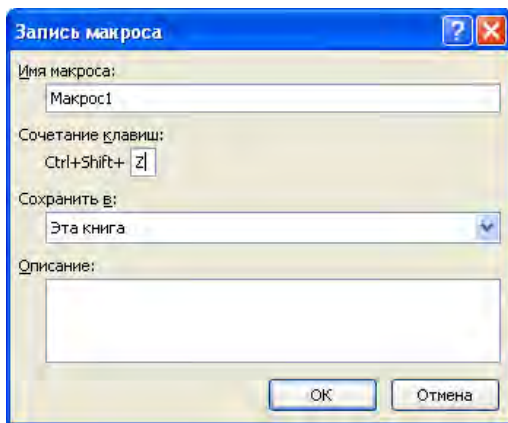 Запись макроса
Имя макроса:
Макрос1
Сочетание клавиш:
Ctrl+Shift+ Z
Сохранить в:
Эта книга
Описание:
ОК Отмена